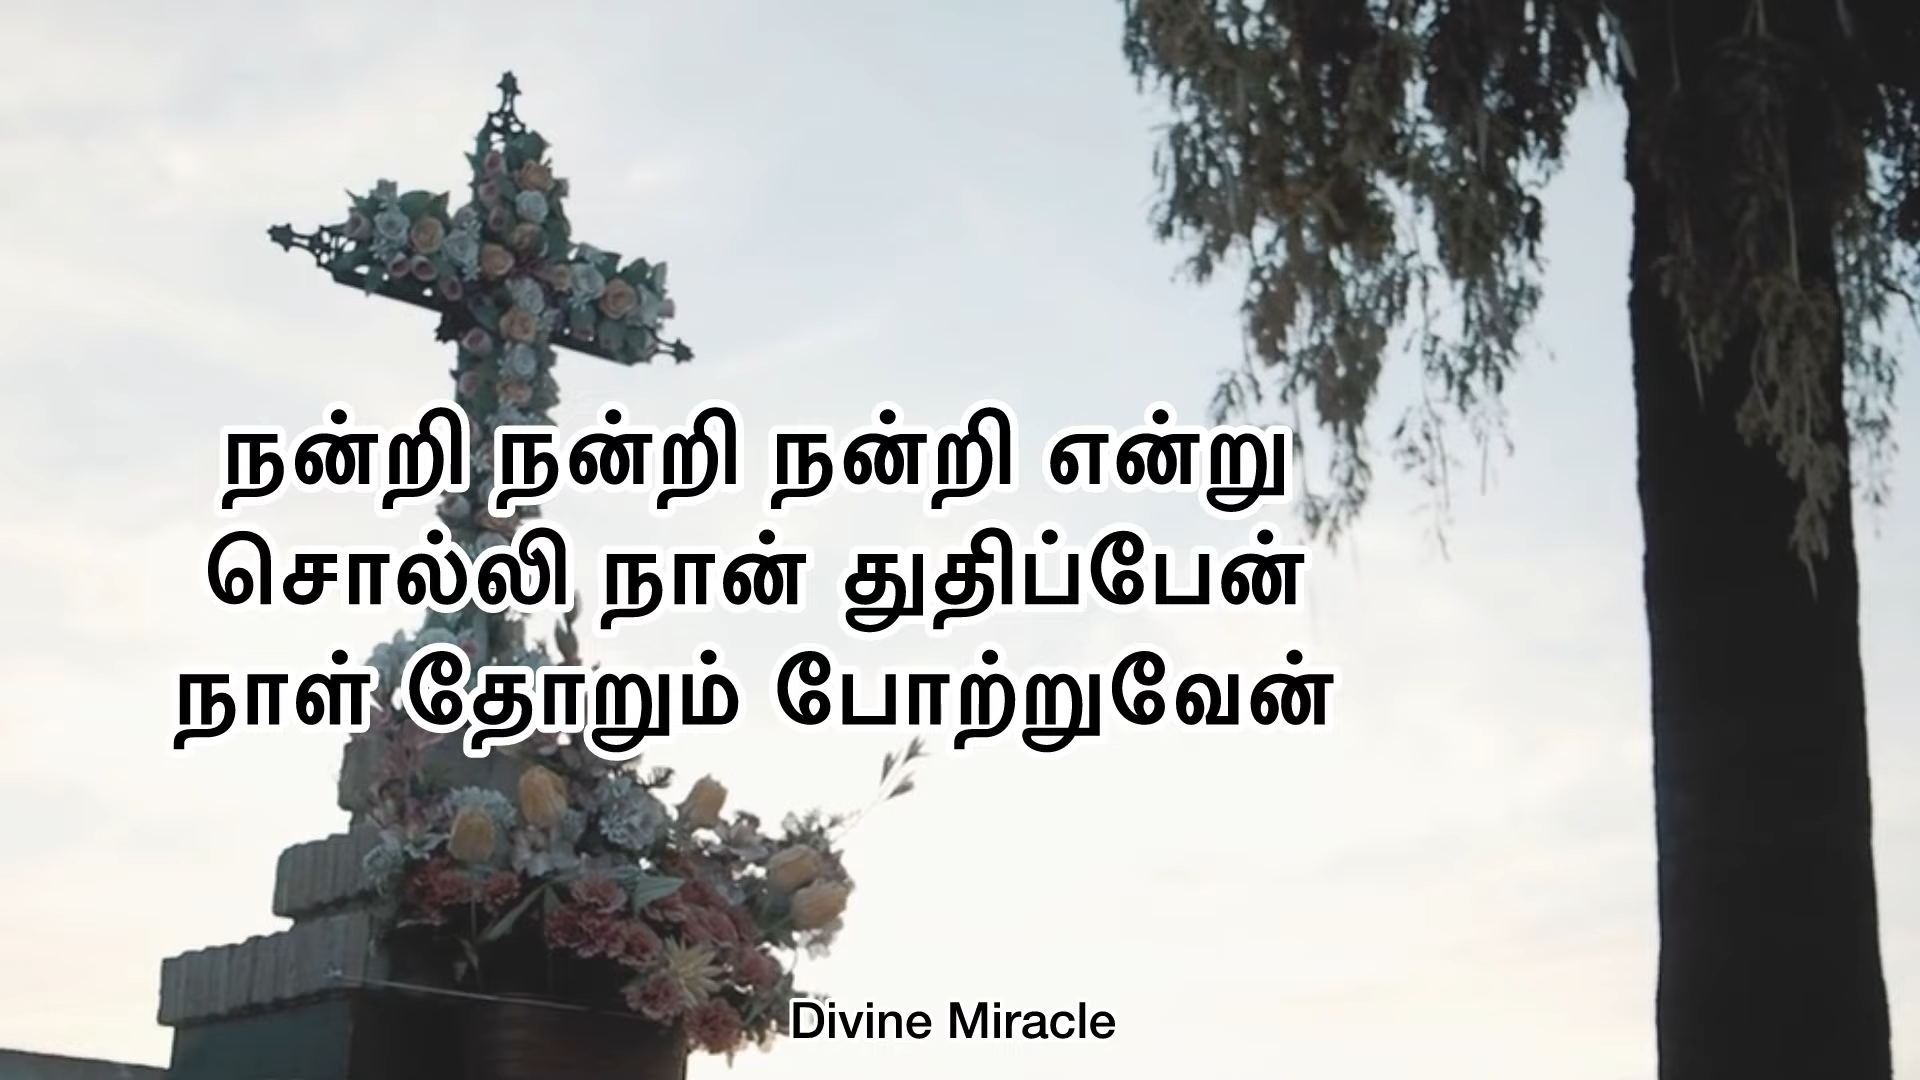 நன்றி நன்றி நன்றி என்று
சொல்லி நான் துதிப்பேன்
நாள் தோறும் போற்றுவேன்
Divine Miracle